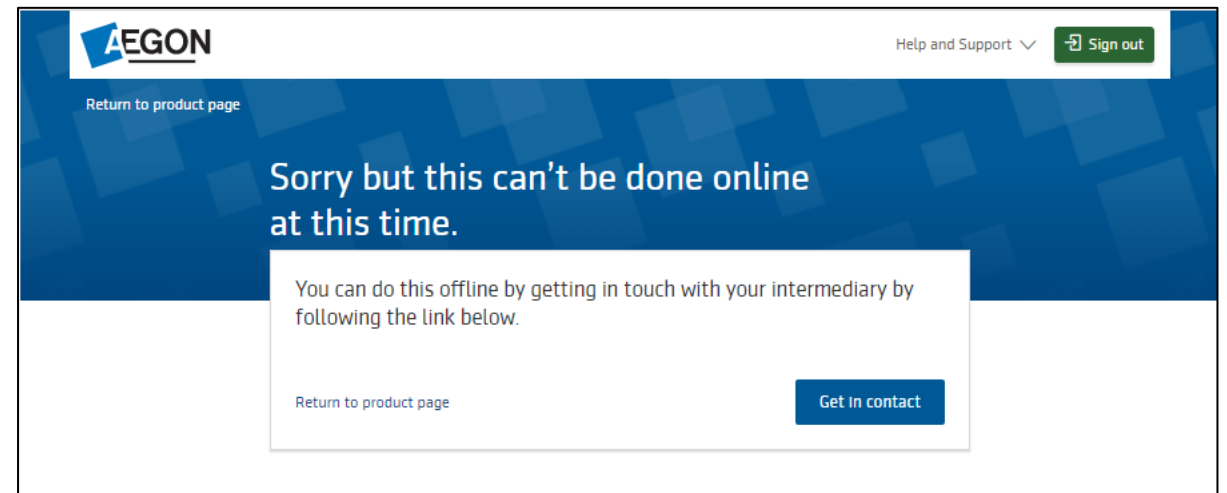 AEGON
Help and Support
Sign out
Return to product page
Sorry but this can't be done online
at this time.
You can do this offline by getting in touch with your intermediary by
following the link below.
Return to product page
Get in contact